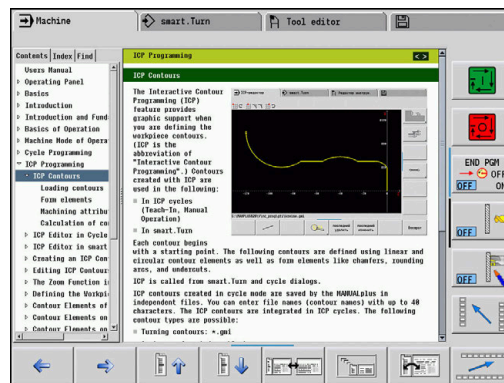 Machine
smart.Turn
Tool editor
Contents Index Find
Users Manual
Operating Panel
Basics
Introduction
Introduction and Fund
Basics of Operation
Machine Mode of Opera
Cycle Programming
ICP Programming
ICP Contours
Loading contours
Form elements
Machining attribu
Calculation of co
ICP Editor in Cycle
ICP Editor in smart
Creating an ICP Con
Editing ICP Contour
The Zoom Function i
Defining the Workpi
Contour Elements of
Contour Elements on
Contour Elements on
ICP Programming
ICP Contours
The Interactive Contour
Programming (ICP)
feature provides
graphic support when
you are defining the
workpiece contours.
(ICP is the
abbreviation of
"Interactive Contour
Programming".) Contours
created with ICP are
used in the following:
In ICP cycles
(Teach-In, Manual
Operation)
In smart.Turn
Each contour begins
with a starting point. The following contours are defined using linear and
circular contour elements as well as form elements like chamfers, rounding
arcs, and undercuts.
ICP is called from smart.Turn and cycle dialogs.
ICP contours created in cycle mode are saved by the MANUALplus in
independent files. You can enter file names (contour names) with up to 40
characters. The ICP contours are integrated in ICP cycles. The following
contour types are possible:
Turning contours: *.gmi
END PGM
OFF
OFF ON
OFF
OFF